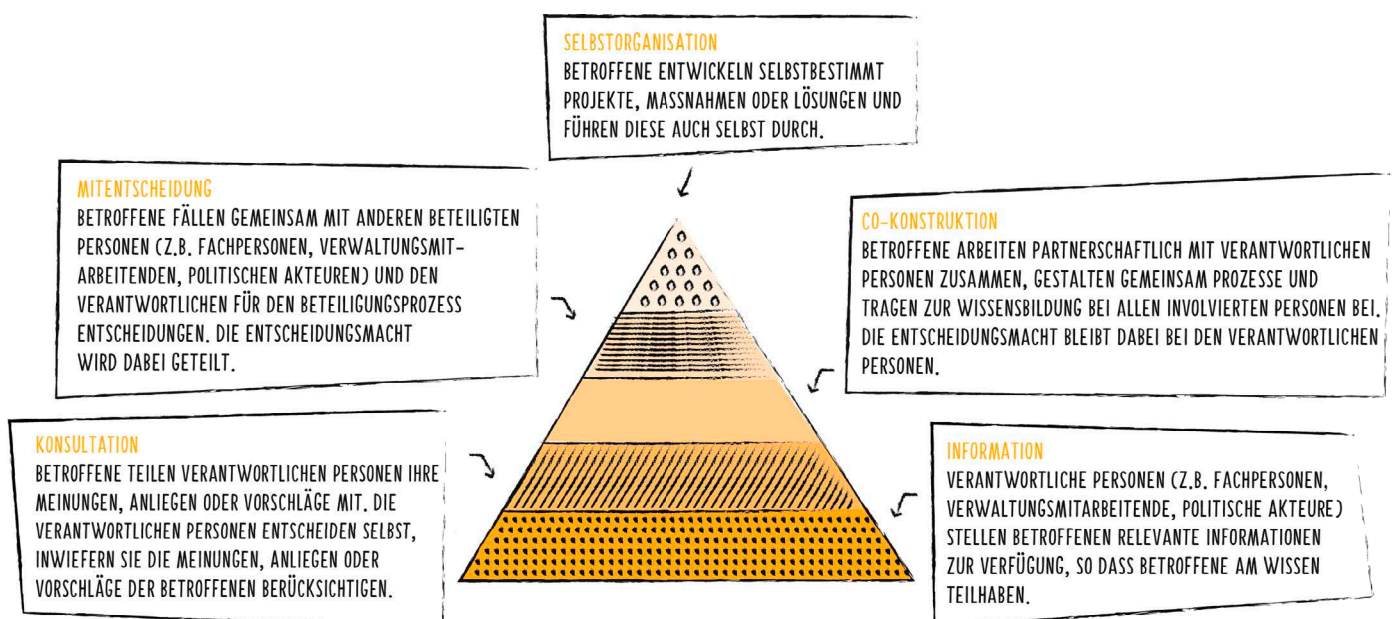 SELBSTORGANISATION
BETROFFENE ENTWICKELN SELBSTBESTIMMT
PROJEKTE, MASSNAHMEN ODER LÖSUNGEN UND
FÜHREN DIESE AUCH SELBST DURCH.
MITENTSCHEIDUNG
BETROFFENE FÄLLEN GEMEINSAM MIT ANDEREN BETEILIGTEN
PERSONEN (Z.B. FACHPERSONEN, VERWALTUNGSMIT-
ARBEITENDEN, POLITISCHEN AKTEUREN) UND DEN
VERANTWORTLICHEN FÜR DEN BETEILIGUNGSPROZESS
ENTSCHEIDUNGEN. DIE ENTSCHEIDUNGSMACHT
WIRD DABEI GETEILT.
CO-KONSTRUKTION
BETROFFENE ARBEITEN PARTNERSCHAFTLICH MIT VERANTWORTLICHEN
PERSONEN ZUSAMMEN, GESTALTEN GEMEINSAM PROZESSE UND
TRAGEN ZUR WISSENSBILDUNG BEI ALLEN INVOLVIERTEN PERSONEN BEI.
DIE ENTSCHEIDUNGSMACHT BLEIBT DABEI BEI DEN VERANTWORTLICHEN
PERSONEN.
KONSULTATION
BETROFFENE TEILEN VERANTWORTLICHEN PERSONEN IHRE
MEINUNGEN, ANLIEGEN ODER VORSCHLÄGE MIT. DIE
VERANTWORTLICHEN PERSONEN ENTSCHEIDEN SELBST,
INWIEFERN SIE DIE MEINUNGEN, ANLIEGEN ODER
VORSCHLÄGE DER BETROFFENEN BERÜCKSICHTIGEN.
INFORMATION
VERANTWORTLICHE PERSONEN (Z.B. FACHPERSONEN,
VERWALTUNGSMITARBEITENDE, POLITISCHE AKTEURE)
STELLEN BETROFFENEN RELEVANTE INFORMATIONEN
ZUR VERFÜGUNG, SO DASS BETROFFENE AM WISSEN
TEILHABEN.